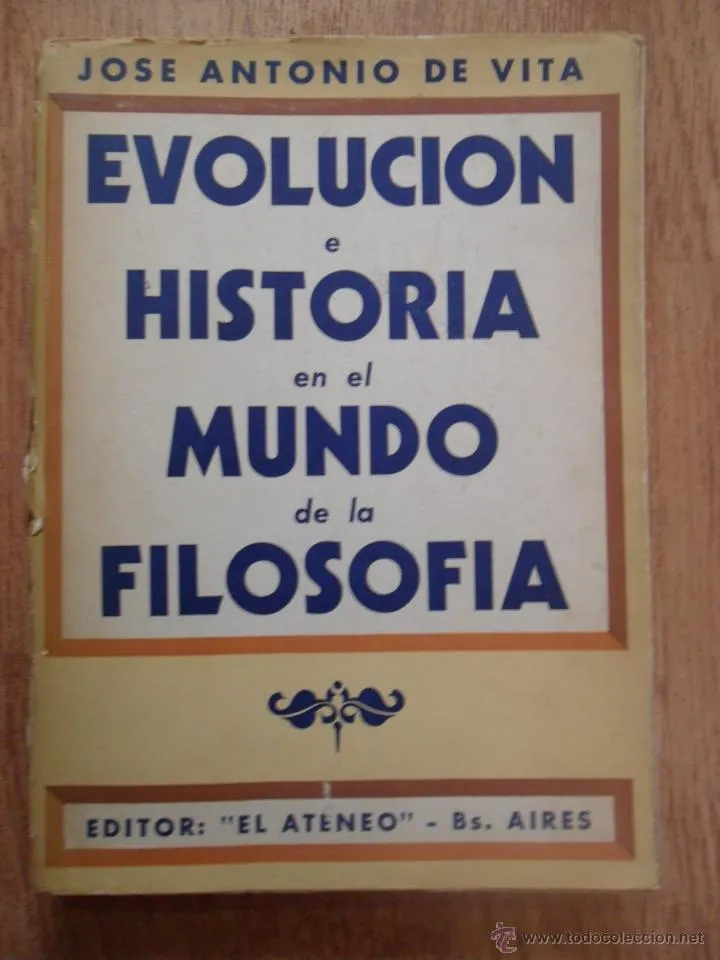 JOSE ANTONIO DE VITA
EVOLUCION
e
HISTORIA
en el
MUNDO
de la
FILOSOFIA
EDITOR: "EL ATENEO" - Bs. AIRES
© www.todocoleccion.net